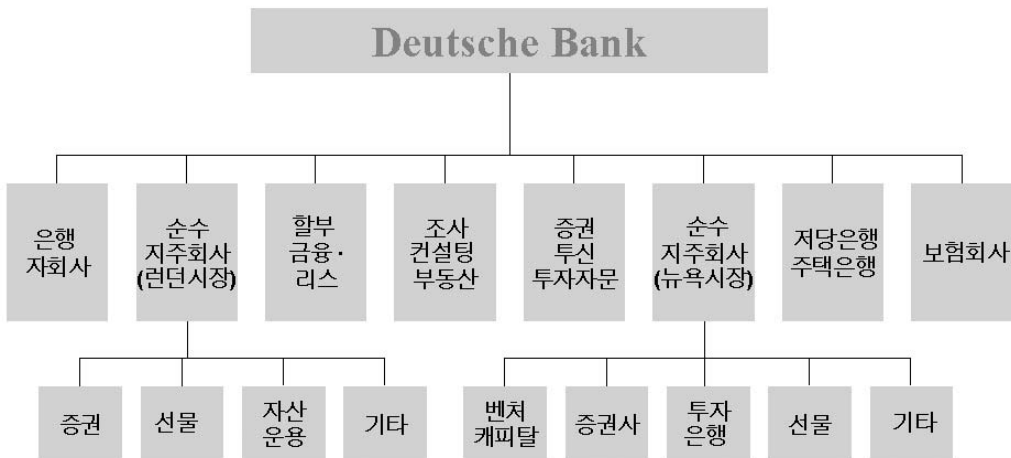 Deutsche Bank
은행
자회사
순수
지주회사
(런던시장)
할부
금융·
리스
조사
컨설팅
부동산
증권
투신
투자자문
순수
지주회사
(뉴욕시장)
저당은행
주택은행
보험회사
증권
선물
자산
운용
기타
벤쳐
캐피탈
증권사
투자
은행
선물
기타